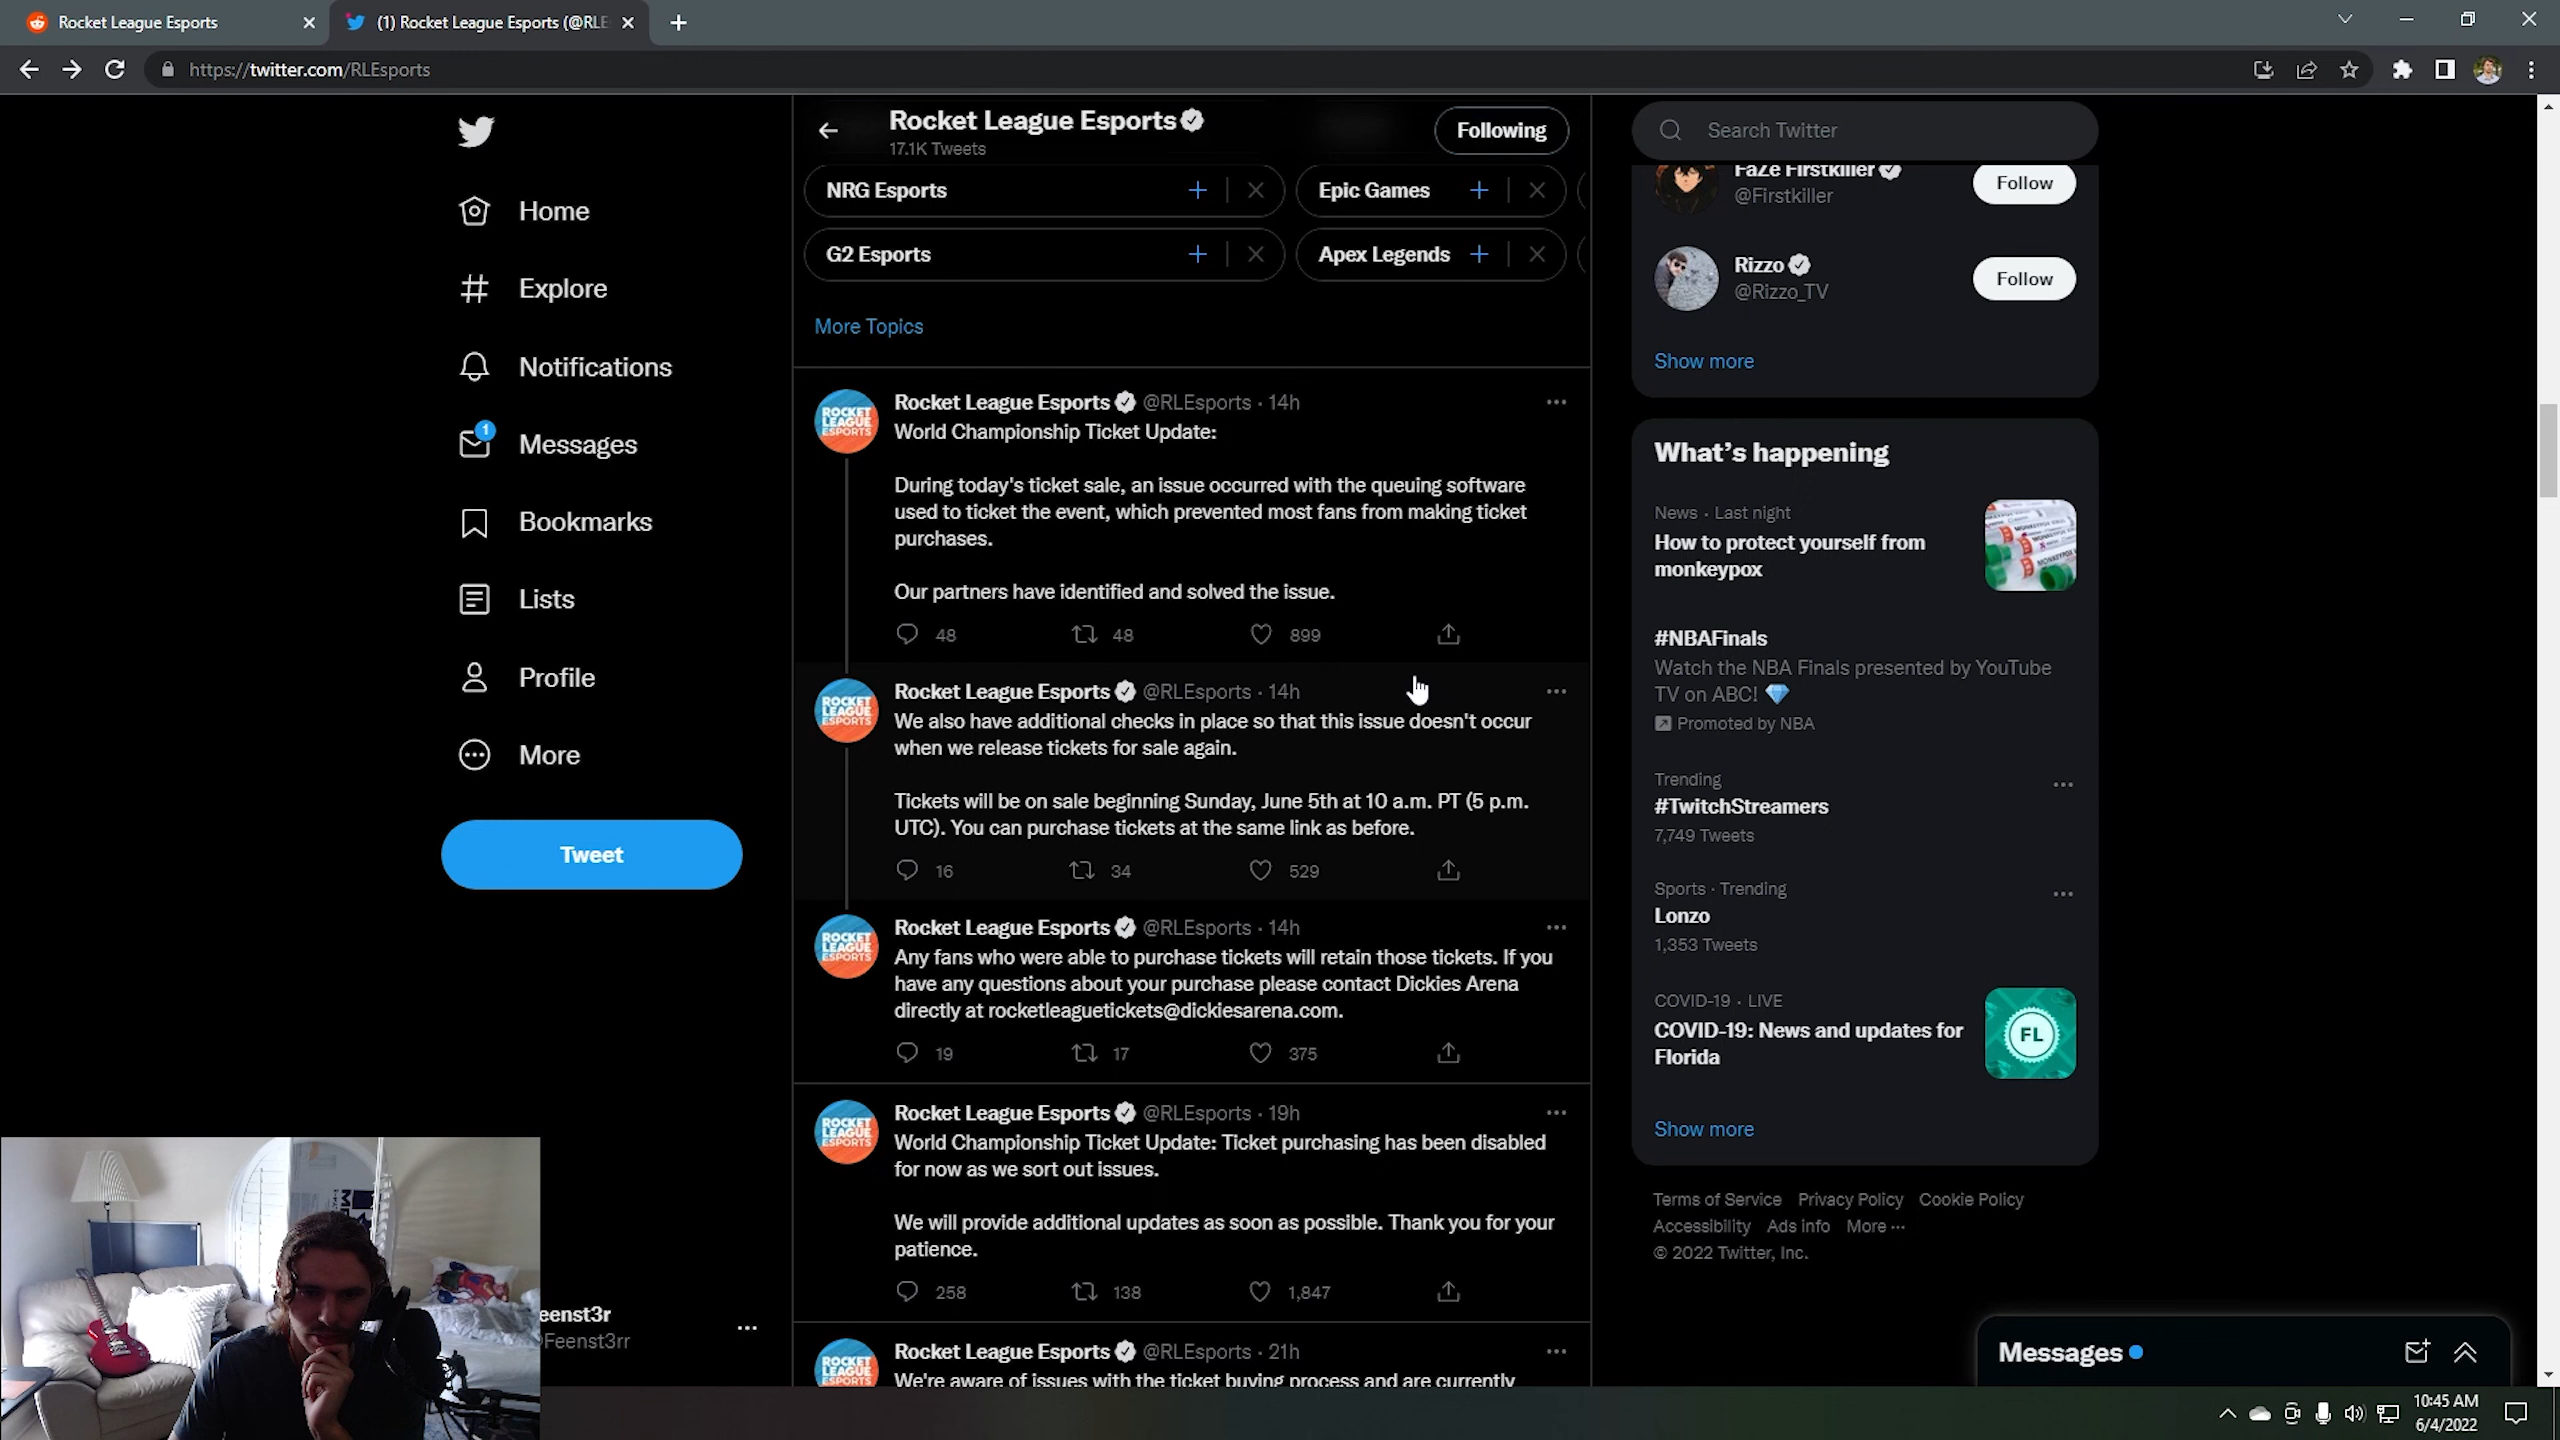 Rocket League Esports
(1) Rocket League Esports (@RLE
https://twitter.com/RLEsports
Home
Explore
Notifications
1
Messages
Bookmarks
Lists
Profile
More
Tweet
eenst3r
Feenst3rr
Rocket League Esports
17.1K Tweets
Following
NRG Esports
Epic Games
G2 Esports
Apex Legends
More Topics
ROCKET
LEAGUE
ESPORTS
Rocket League Esports @RLEsports · 14h
World Championship Ticket Update:
During today's ticket sale, an issue occurred with the queuing software
used to ticket the event, which prevented most fans from making ticket
purchases.
Our partners have identified and solved the issue.
48 48 899
ROCKET
LEAGUE
ESPORTS
Rocket League Esports @RLEsports · 14h
We also have additional checks in place so that this issue doesn't occur
when we release tickets for sale again.
Tickets will be on sale beginning Sunday, June 5th at 10 a.m. PT (5 p.m.
UTC). You can purchase tickets at the same link as before.
16 34 529
ROCKET
LEAGUE
ESPORTS
Rocket League Esports @RLEsports · 14h
Any fans who were able to purchase tickets will retain those tickets. If you
have any questions about your purchase please contact Dickies Arena
directly at rocketleaguetickets@dickiesarena.com.
19 17 375
ROCKET
LEAGUE
ESPORTS
Rocket League Esports @RLEsports · 19h
World Championship Ticket Update: Ticket purchasing has been disabled
for now as we sort out issues.
We will provide additional updates as soon as possible. Thank you for your
patience.
258 138 1,847
ROCKET
LEAGUE
Rocket League Esports @RLEsports · 21h
We're aware of issues with the ticket buying process and are currently
Search Twitter
FaZe Firstkiller
@Firstkiller
Follow
Rizzo
@Rizzo_TV
Follow
Show more
What's happening
News · Last night
How to protect yourself from
monkeypox
#NBAFinals
Watch the NBA Finals presented by YouTube
TV on ABC!
Promoted by NBA
Trending
#TwitchStreamers
7,749 Tweets
Sports · Trending
Lonzo
1,353 Tweets
COVID-19 · LIVE
COVID-19: News and updates for
Florida
FL
Show more
Terms of Service Privacy Policy Cookie Policy
Accessibility Ads info More ···
© 2022 Twitter, Inc.
Messages
10:45 AM
6/4/2022